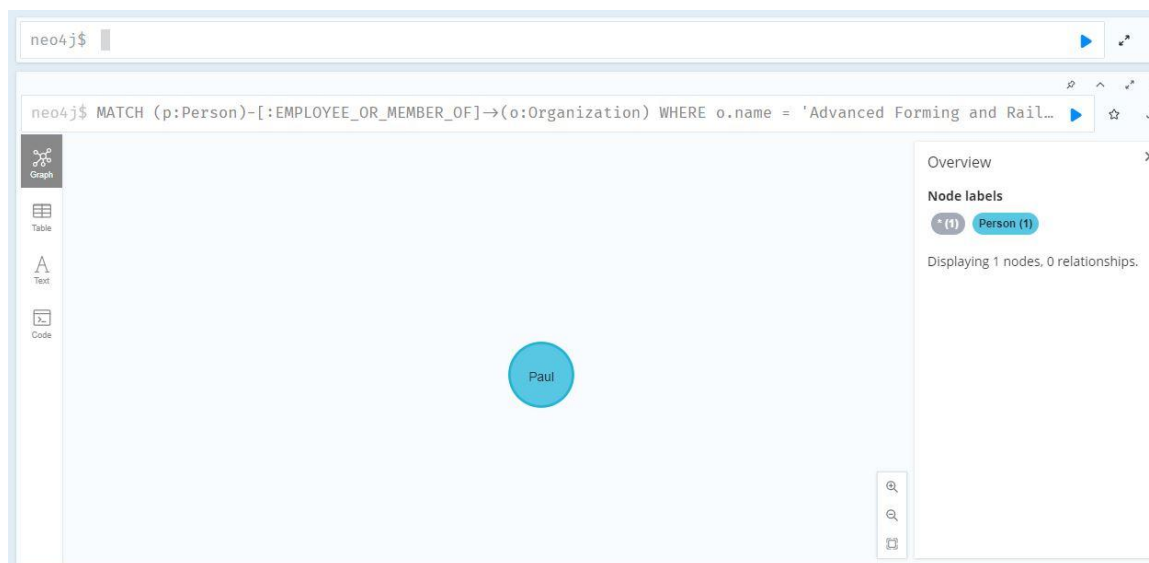 neo4j$
neo4j$ MATCH (p:Person)-[:EMPLOYEE_OR_MEMBER_OF]→(o:Organization) WHERE o.name = 'Advanced Forming and Rail…
Graph
Table
Text
Code
Paul
Overview
Node labels
* (1) Person (1)
Displaying 1 nodes, 0 relationships.